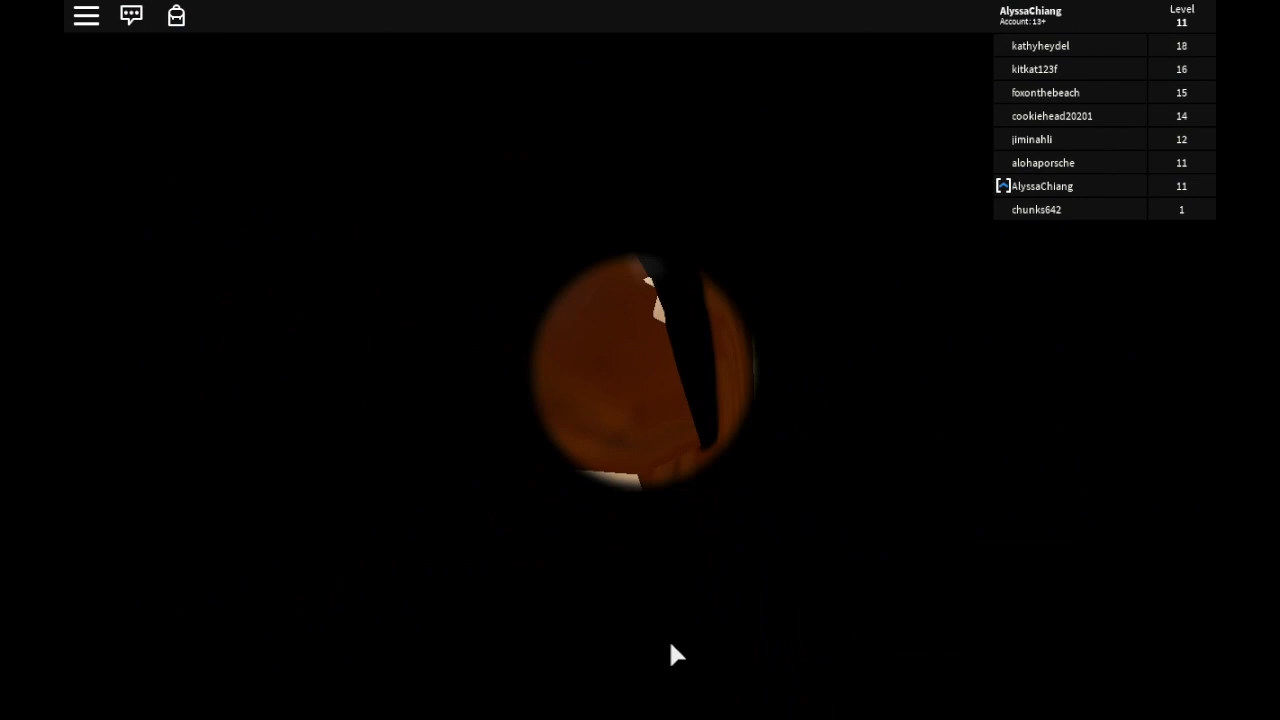 AlyssaChiang
Account: 13+
Level
11
kathyheydel 18
kitkat123f 16
foxonthebeach 15
cookiehead20201 14
jiminahli 12
alohaporsche 11
AlyssaChiang 11
chunks642 1